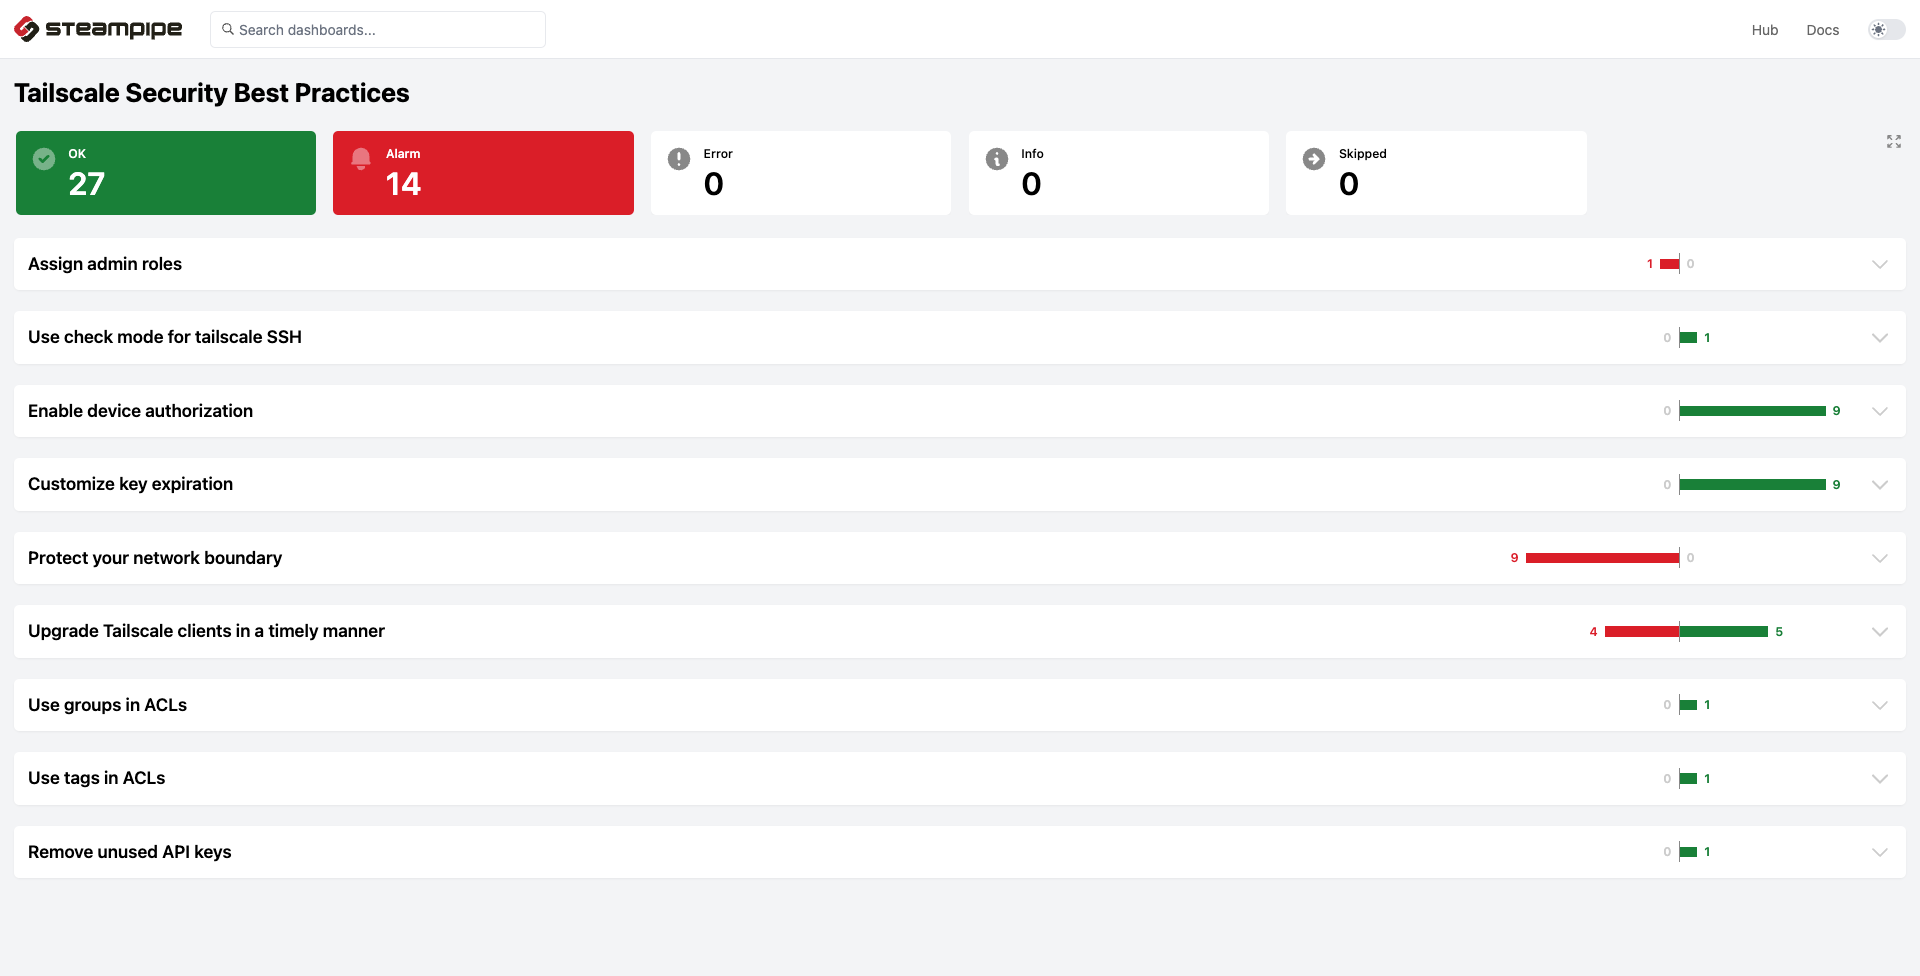 steampipe
Search dashboards...
Hub
Docs
Tailscale Security Best Practices
OK
27
Alarm
14
Error
0
Info
0
Skipped
0
Assign admin roles
1 0
Use check mode for tailscale SSH
0 1
Enable device authorization
0 9
Customize key expiration
0 9
Protect your network boundary
9 0
Upgrade Tailscale clients in a timely manner
4 5
Use groups in ACLs
0 1
Use tags in ACLs
0 1
Remove unused API keys
0 1